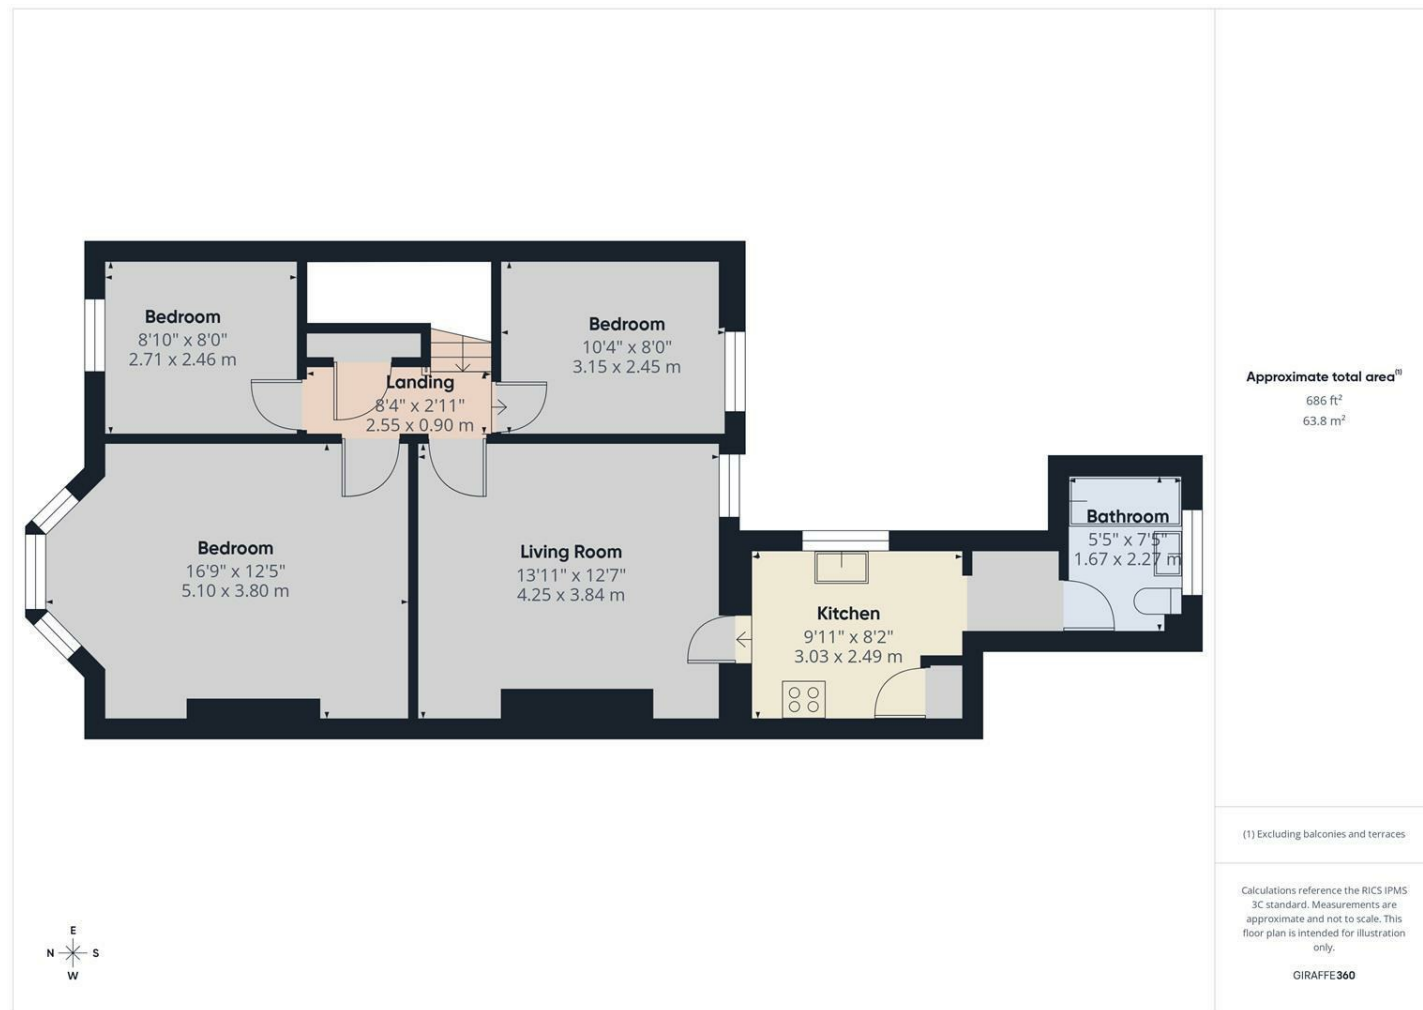 Bedroom
8'10" x 8'0"
2.71 x 2.46 m
Bedroom
10'4" x 8'0"
3.15 x 2.45 m
Landing
8'4" x 2'11"
2.55 x 0.90 m
Bedroom
16'9" x 12'5"
5.10 x 3.80 m
Living Room
13'11" x 12'7"
4.25 x 3.84 m
Kitchen
9'11" x 8'2"
3.03 x 2.49 m
Bathroom
5'5" x 7'5"
1.67 x 2.27 m
E
N S
W
Approximate total area(1)
686 ft²
63.8 m²
(1) Excluding balconies and terraces
Calculations reference the RICS IPMS
3C standard. Measurements are
approximate and not to scale. This
floor plan is intended for illustration
only.
GIRAFFE360